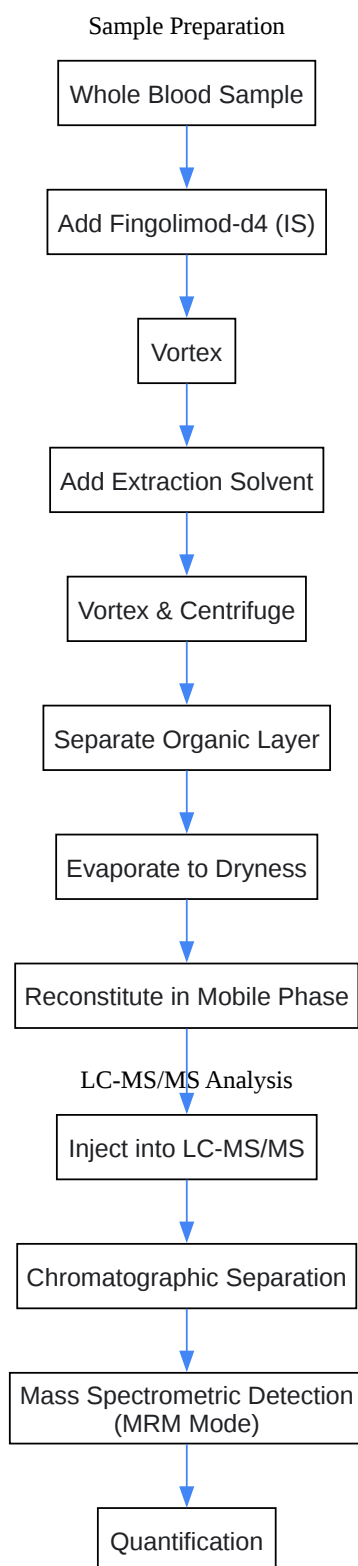 Sample Preparation
Whole Blood Sample
Add Fingolimod-d4 (IS)
Vortex
Add Extraction Solvent
Vortex & Centrifuge
Separate Organic Layer
Evaporate to Dryness
Reconstitute in Mobile Phase
LC-MS/MS Analysis
Inject into LC-MS/MS
Chromatographic Separation
Mass Spectrometric Detection
(MRM Mode)
Quantification